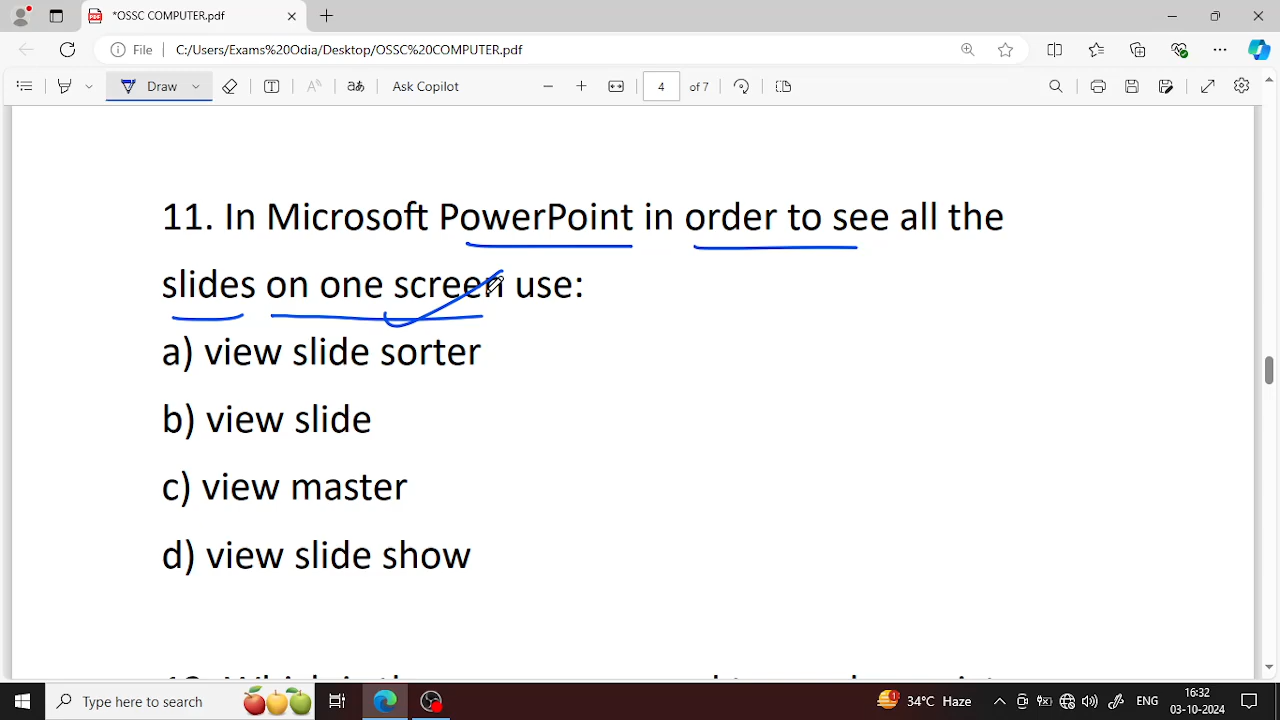 *OSSC COMPUTER.pdf
File
C:/Users/Exams%20Odia/Desktop/OSSC%20COMPUTER.pdf
Draw
Ask Copilot
4 of 7
11. In Microsoft PowerPoint in order to see all the
slides on one screen use:
a) view slide sorter
b) view slide
c) view master
d) view slide show
Type here to search
34°C Haze
ENG
16:32
03-10-2024